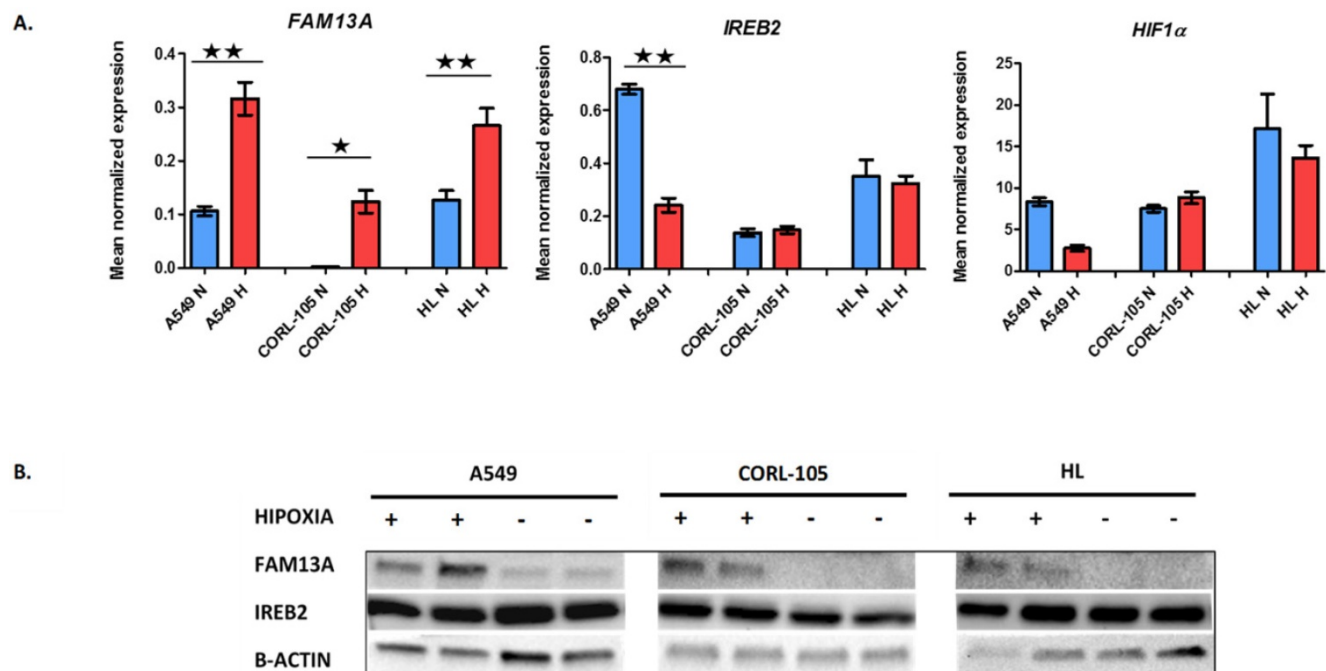 A.
FAM13A
IREB2
HIF1α
Mean normalized expression
0.4
0.3
0.2
0.1
0.0
★★
★
★★
A549 N
A549 H
CORL-105 N
CORL-105 H
HL N
HL H
Mean normalized expression
0.8
0.6
0.4
0.2
0.0
★★
A549 N
A549 H
CORL-105 N
CORL-105 H
HL N
HL H
Mean normalized expression
25
20
15
10
5
0
A549 N
A549 H
CORL-105 N
CORL-105 H
HL N
HL H
B.
A549 CORL-105 HL
HIPOXIA + + - - + + - - + + - -
FAM13A
IREB2
B-ACTIN